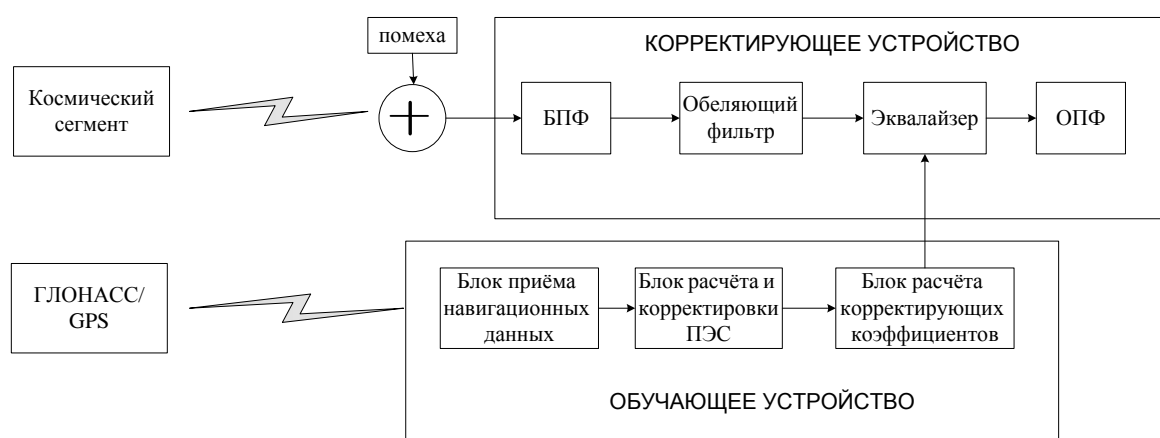 помеха
КОРРЕКТИРУЮЩЕЕ УСТРОЙСТВО
Космический
сегмент
БПФ
Обеляющий
фильтр
Эквалайзер
ОПФ
ГЛОНАСС/
GPS
Блок приёма
навигационных
данных
Блок расчёта и
корректировки
ПЭС
Блок расчёта
корректирующих
коэффициентов
ОБУЧАЮЩЕЕ УСТРОЙСТВО